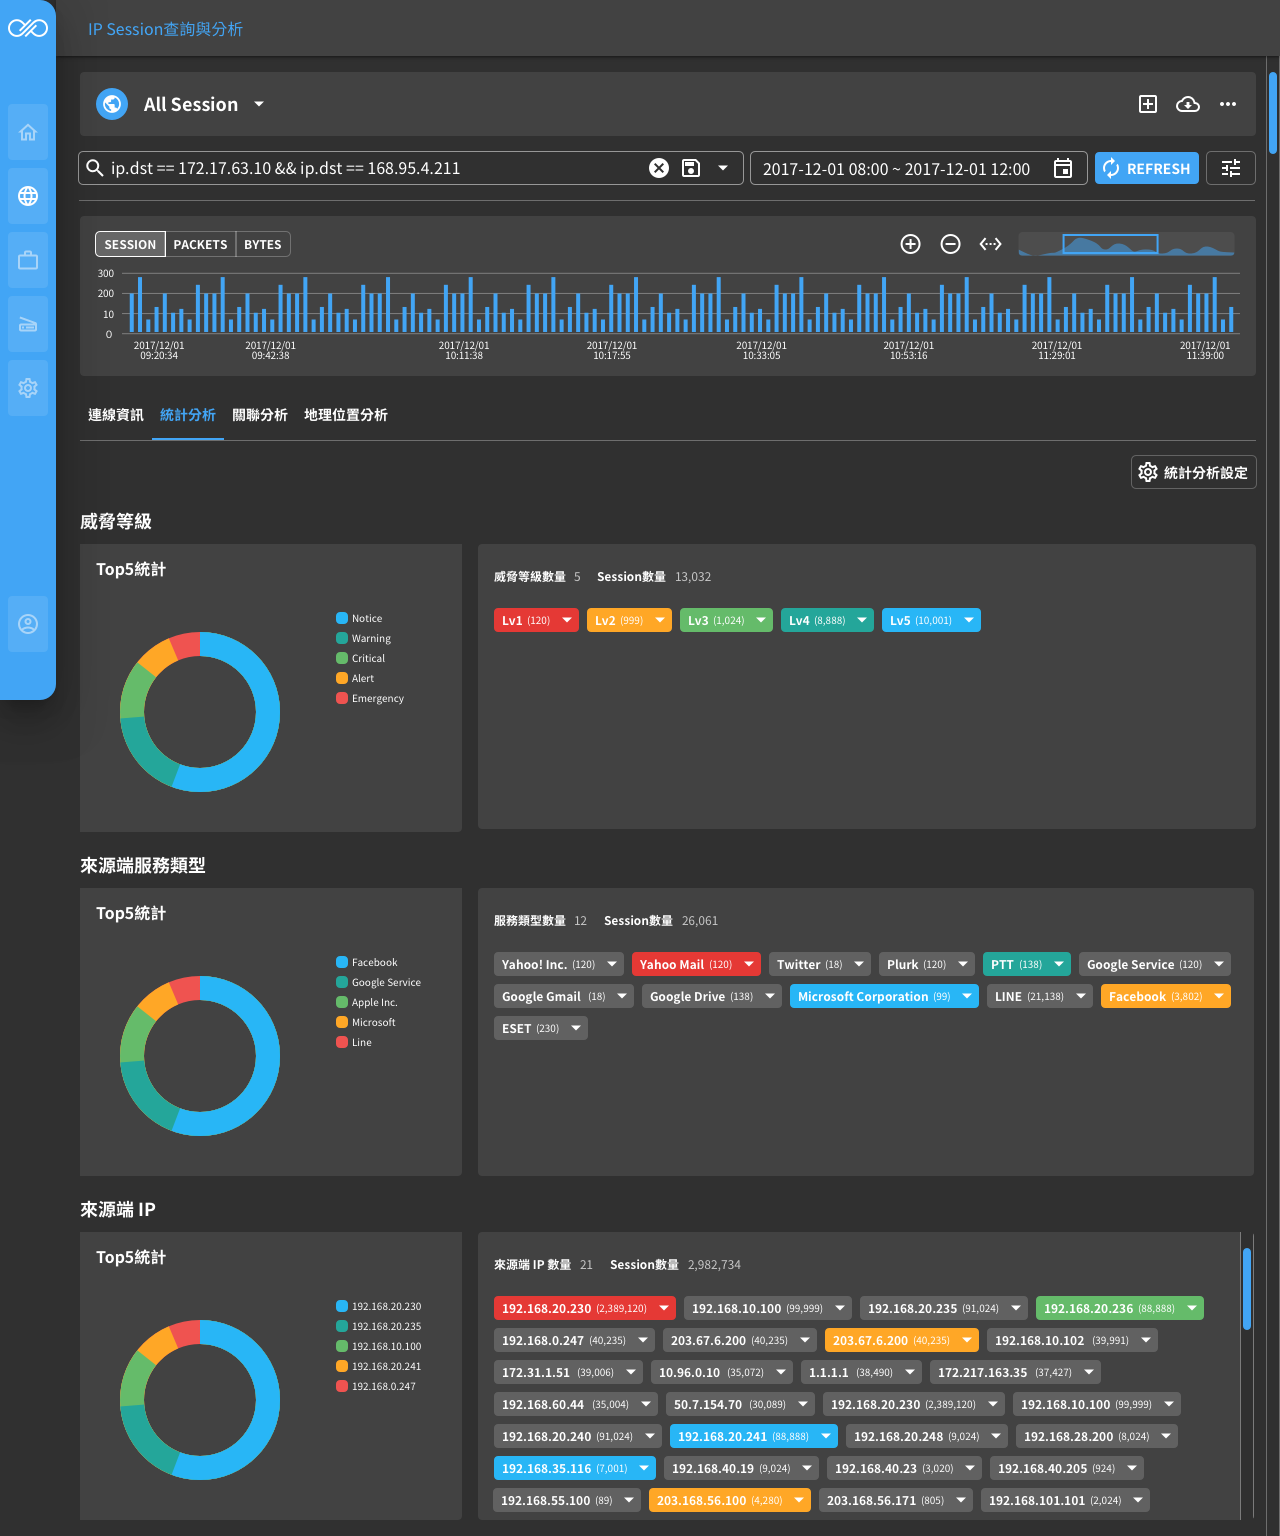 IP Session查詢與分析
All Session
ip.dst == 172.17.63.10 && ip.dst == 168.95.4.211
2017-12-01 08:00 ~ 2017-12-01 12:00
REFRESH
SESSION PACKETS BYTES
300
200
10
0
2017/12/01 2017/12/01 2017/12/01 2017/12/01 2017/12/01 2017/12/01 2017/12/01 2017/12/01
09:20:34 09:42:38 10:11:38 10:17:55 10:33:05 10:53:16 11:29:01 11:39:00
連線資訊 統計分析 關聯分析 地理位置分析
統計分析設定
威脅等級
Top5統計
Notice
Warning
Critical
Alert
Emergency
威脅等級數量 5 Session數量 13,032
Lv1 (120) Lv2 (999) Lv3 (1,024) Lv4 (8,888) Lv5 (10,001)
來源端服務類型
Top5統計
Facebook
Google Service
Apple Inc.
Microsoft
Line
服務類型數量 12 Session數量 26,061
Yahoo! Inc. (120) Yahoo Mail (120) Twitter (18) Plurk (120) PTT (138) Google Service (120)
Google Gmail (18) Google Drive (138) Microsoft Corporation (99) LINE (21,138) Facebook (3,802)
ESET (230)
來源端 IP
Top5統計
192.168.20.230
192.168.20.235
192.168.10.100
192.168.20.241
192.168.0.247
來源端 IP 數量 21 Session數量 2,982,734
192.168.20.230 (2,389,120) 192.168.10.100 (99,999) 192.168.20.235 (91,024) 192.168.20.236 (88,888)
192.168.0.247 (40,235) 203.67.6.200 (40,235) 203.67.6.200 (40,235) 192.168.10.102 (39,991)
172.31.1.51 (39,006) 10.96.0.10 (35,072) 1.1.1.1 (38,490) 172.217.163.35 (37,427)
192.168.60.44 (35,004) 50.7.154.70 (30,089) 192.168.20.230 (2,389,120) 192.168.10.100 (99,999)
192.168.20.240 (91,024) 192.168.20.241 (88,888) 192.168.20.248 (9,024) 192.168.28.200 (8,024)
192.168.35.116 (7,001) 192.168.40.19 (9,024) 192.168.40.23 (3,020) 192.168.40.205 (924)
192.168.55.100 (89) 203.168.56.100 (4,280) 203.168.56.171 (805) 192.168.101.101 (2,024)